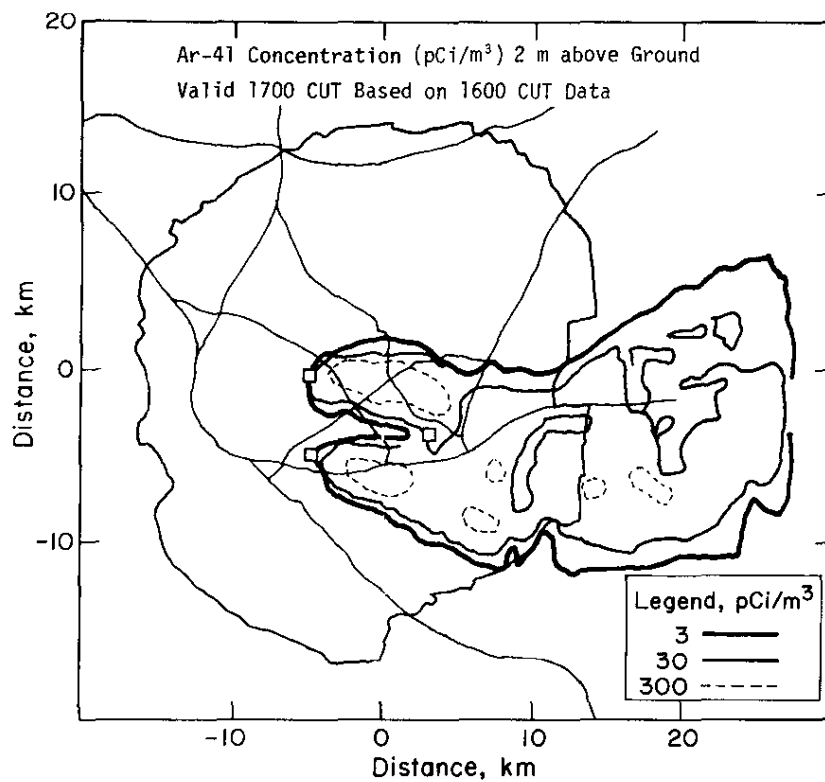 Ar-41 Concentration (pCi/m³) 2 m above Ground
Valid 1700 CUT Based on 1600 CUT Data
20
10
0
-10
Distance, km
Legend, pCi/m³
3
30
300
-10
0
10
20
Distance, km